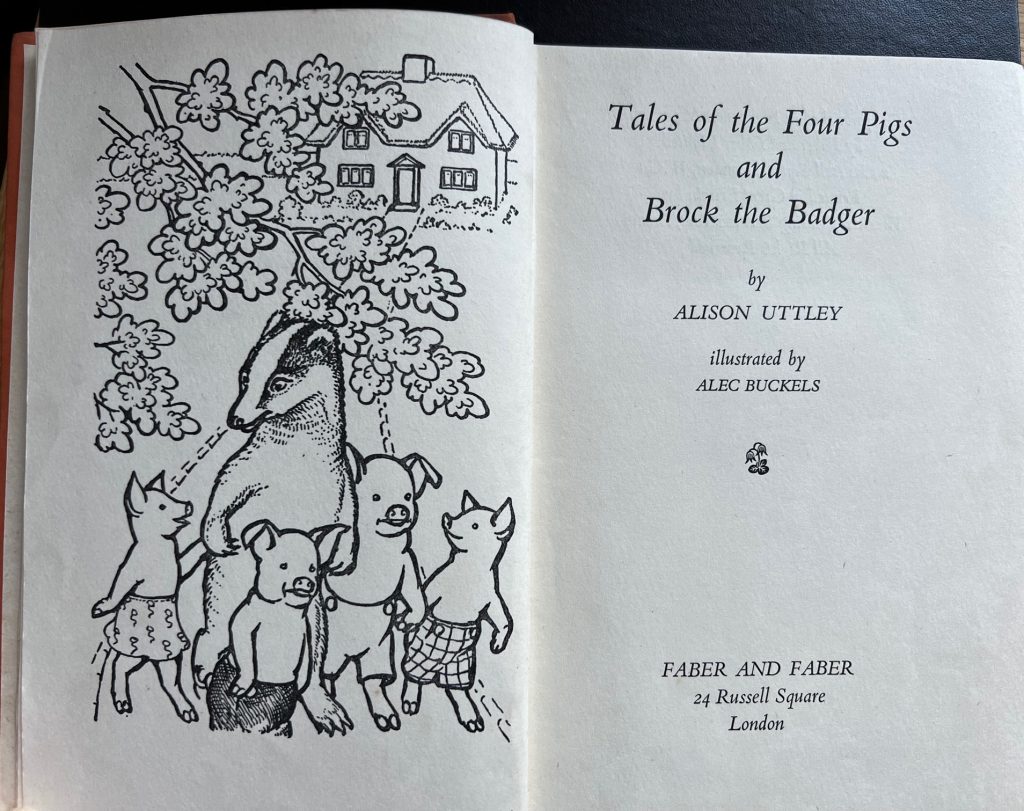 Tales of the Four Pigs
and
Brock the Badger
by
ALISON UTTLEY
illustrated by
ALEC BUCKELS
FABER AND FABER
24 Russell Square
London